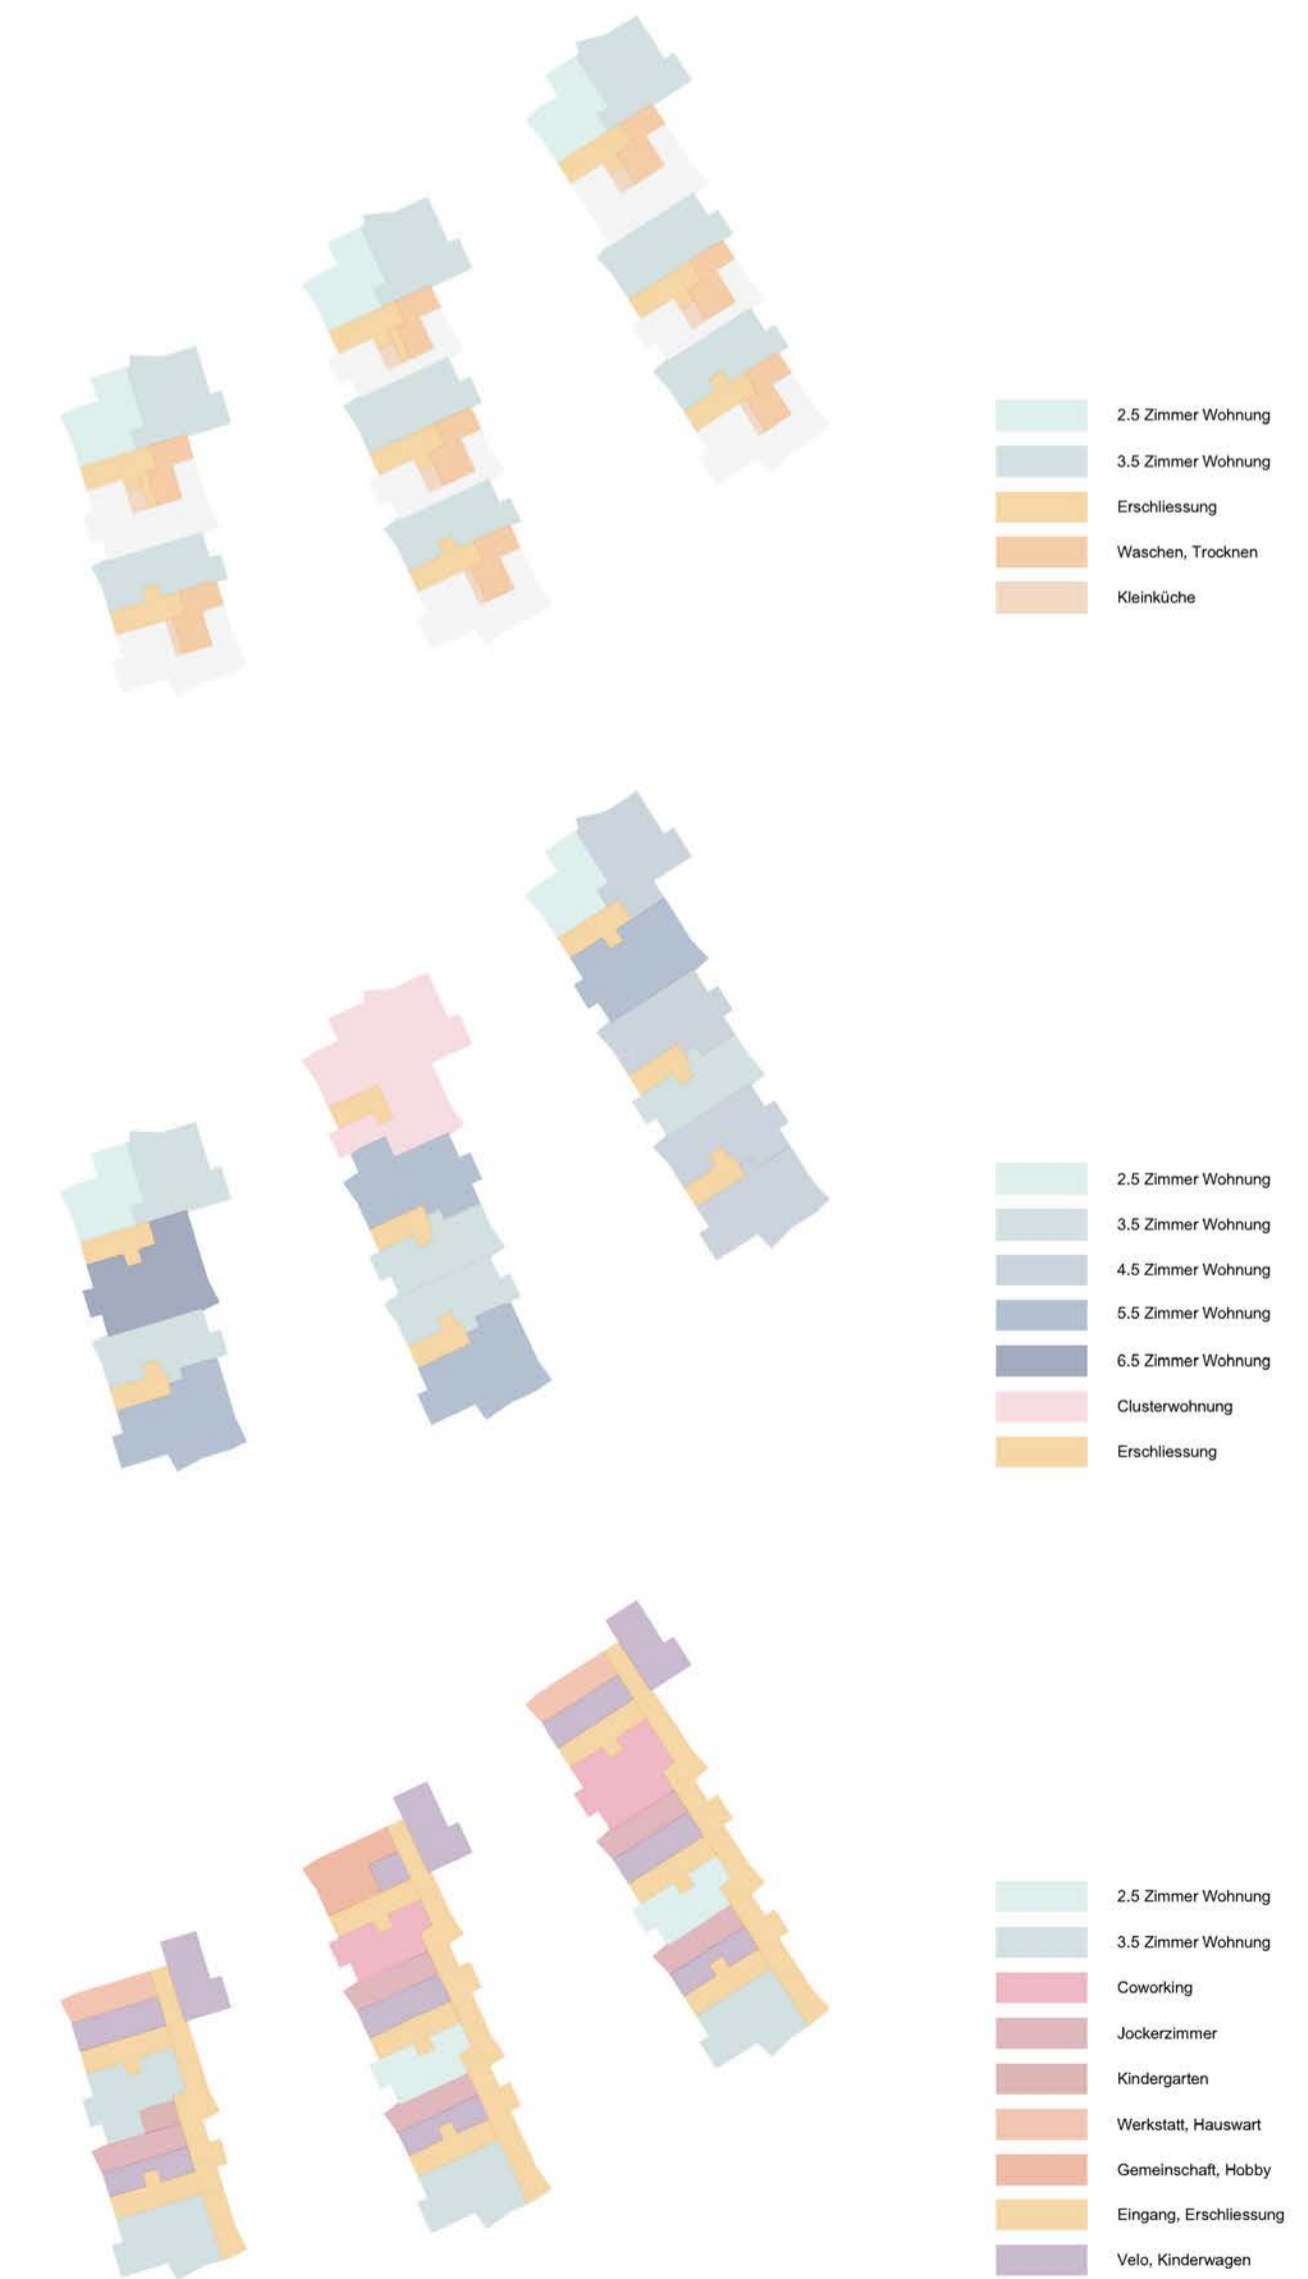 2.5 Zimmer Wohnung
3.5 Zimmer Wohnung
Erschliessung
Waschen, Trocknen
Kleinküche
2.5 Zimmer Wohnung
3.5 Zimmer Wohnung
4.5 Zimmer Wohnung
5.5 Zimmer Wohnung
6.5 Zimmer Wohnung
Clusterwohnung
Erschliessung
2.5 Zimmer Wohnung
3.5 Zimmer Wohnung
Coworking
Jockerzimmer
Kindergarten
Werkstatt, Hauswart
Gemeinschaft, Hobby
Eingang, Erschliessung
Velo, Kinderwagen